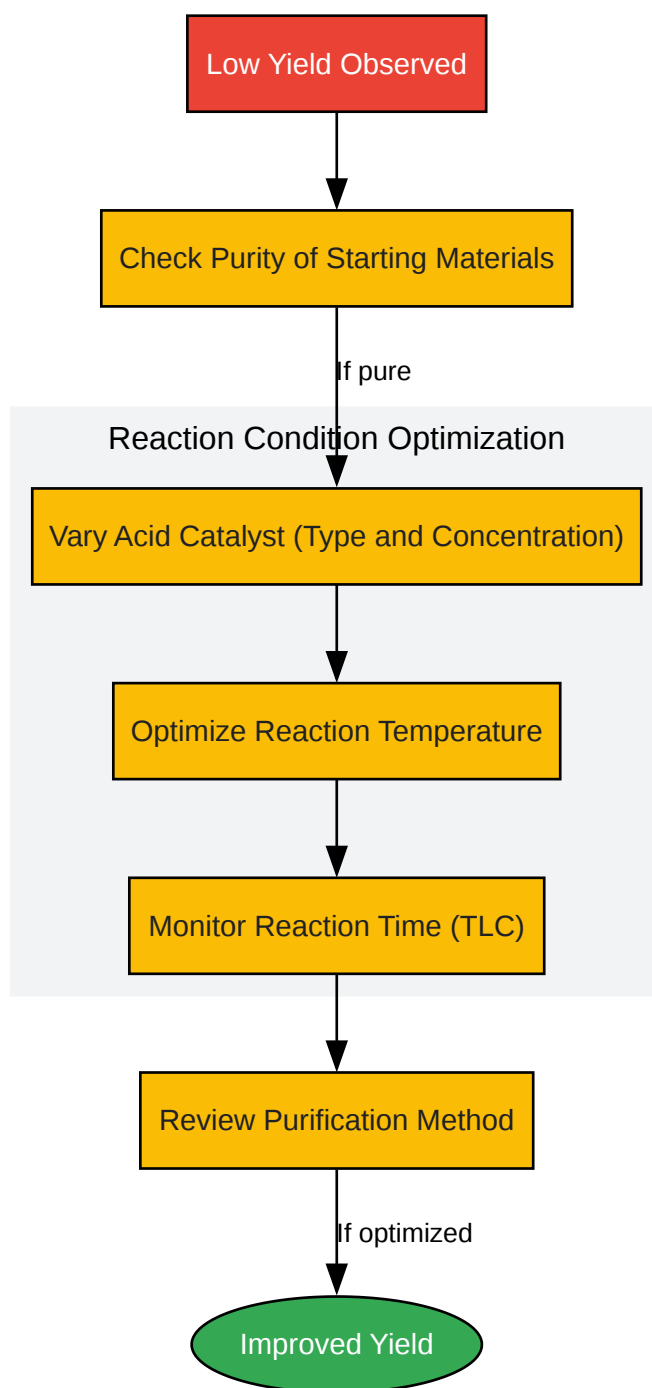 Low Yield Observed
Check Purity of Starting Materials
If pure
Reaction Condition Optimization
Vary Acid Catalyst (Type and Concentration)
Optimize Reaction Temperature
Monitor Reaction Time (TLC)
Review Purification Method
If optimized
Improved Yield